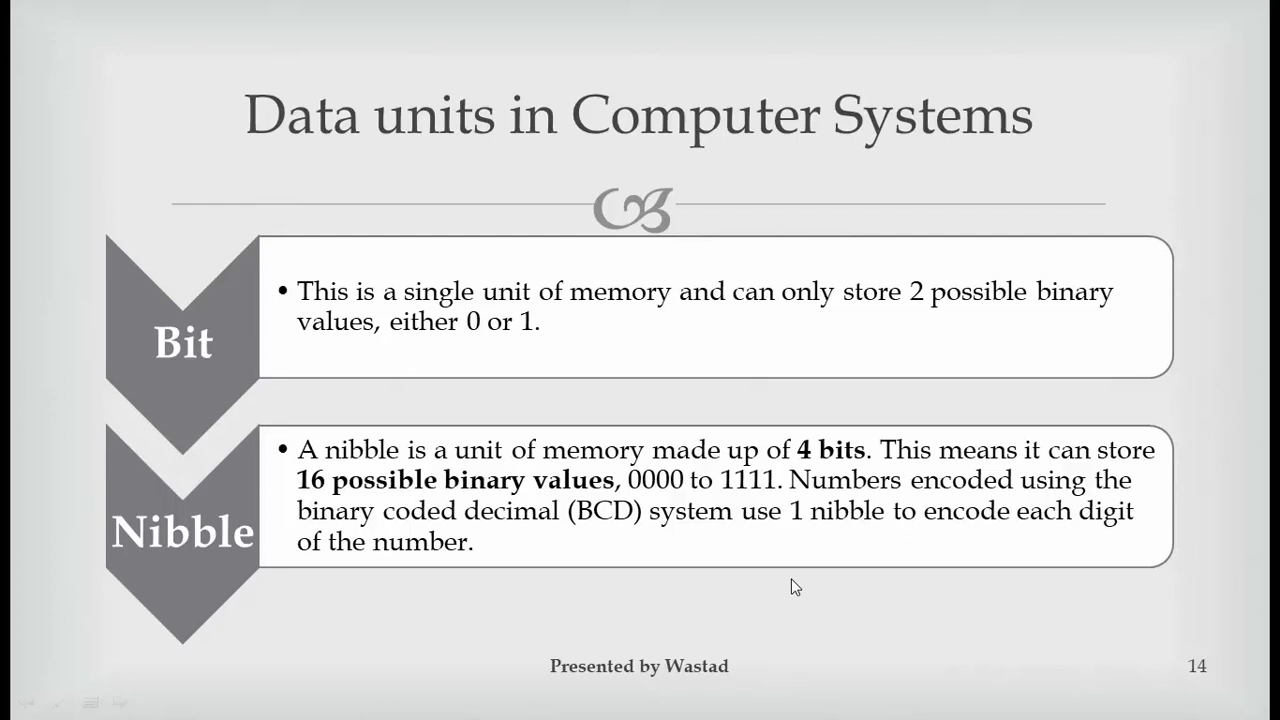 Data units in Computer Systems
Bit
• This is a single unit of memory and can only store 2 possible binary
values, either 0 or 1.
Nibble
• A nibble is a unit of memory made up of 4 bits. This means it can store
16 possible binary values, 0000 to 1111. Numbers encoded using the
binary coded decimal (BCD) system use 1 nibble to encode each digit
of the number.
Presented by Wastad
14